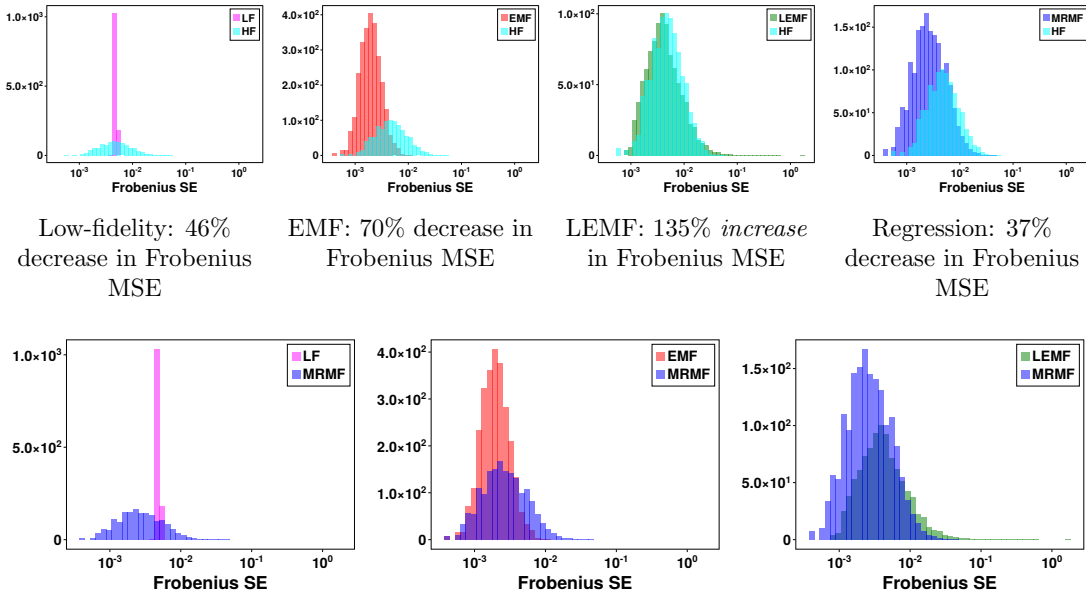 1.0×10³
5.0×10²
0
10⁻³ 10⁻² 10⁻¹ 10⁰
Frobenius SE
LF
HF
4.0×10²
3.0×10²
2.0×10²
1.0×10²
0
10⁻³ 10⁻² 10⁻¹ 10⁰
Frobenius SE
EMF
HF
1.0×10²
5.0×10¹
0
10⁻³ 10⁻² 10⁻¹ 10⁰
Frobenius SE
LEMF
HF
1.5×10²
1.0×10²
5.0×10¹
0
10⁻³ 10⁻² 10⁻¹ 10⁰
Frobenius SE
MRMF
HF
Low-fidelity: 46%
decrease in Frobenius
MSE
EMF: 70% decrease in
Frobenius MSE
LEMF: 135% increase
in Frobenius MSE
Regression: 37%
decrease in Frobenius
MSE
1.0×10³
5.0×10²
0
10⁻³ 10⁻² 10⁻¹ 10⁰
Frobenius SE
LF
MRMF
4.0×10²
3.0×10²
2.0×10²
1.0×10²
0
10⁻³ 10⁻² 10⁻¹ 10⁰
Frobenius SE
EMF
MRMF
1.5×10²
1.0×10²
5.0×10¹
0
10⁻³ 10⁻² 10⁻¹ 10⁰
Frobenius SE
LEMF
MRMF